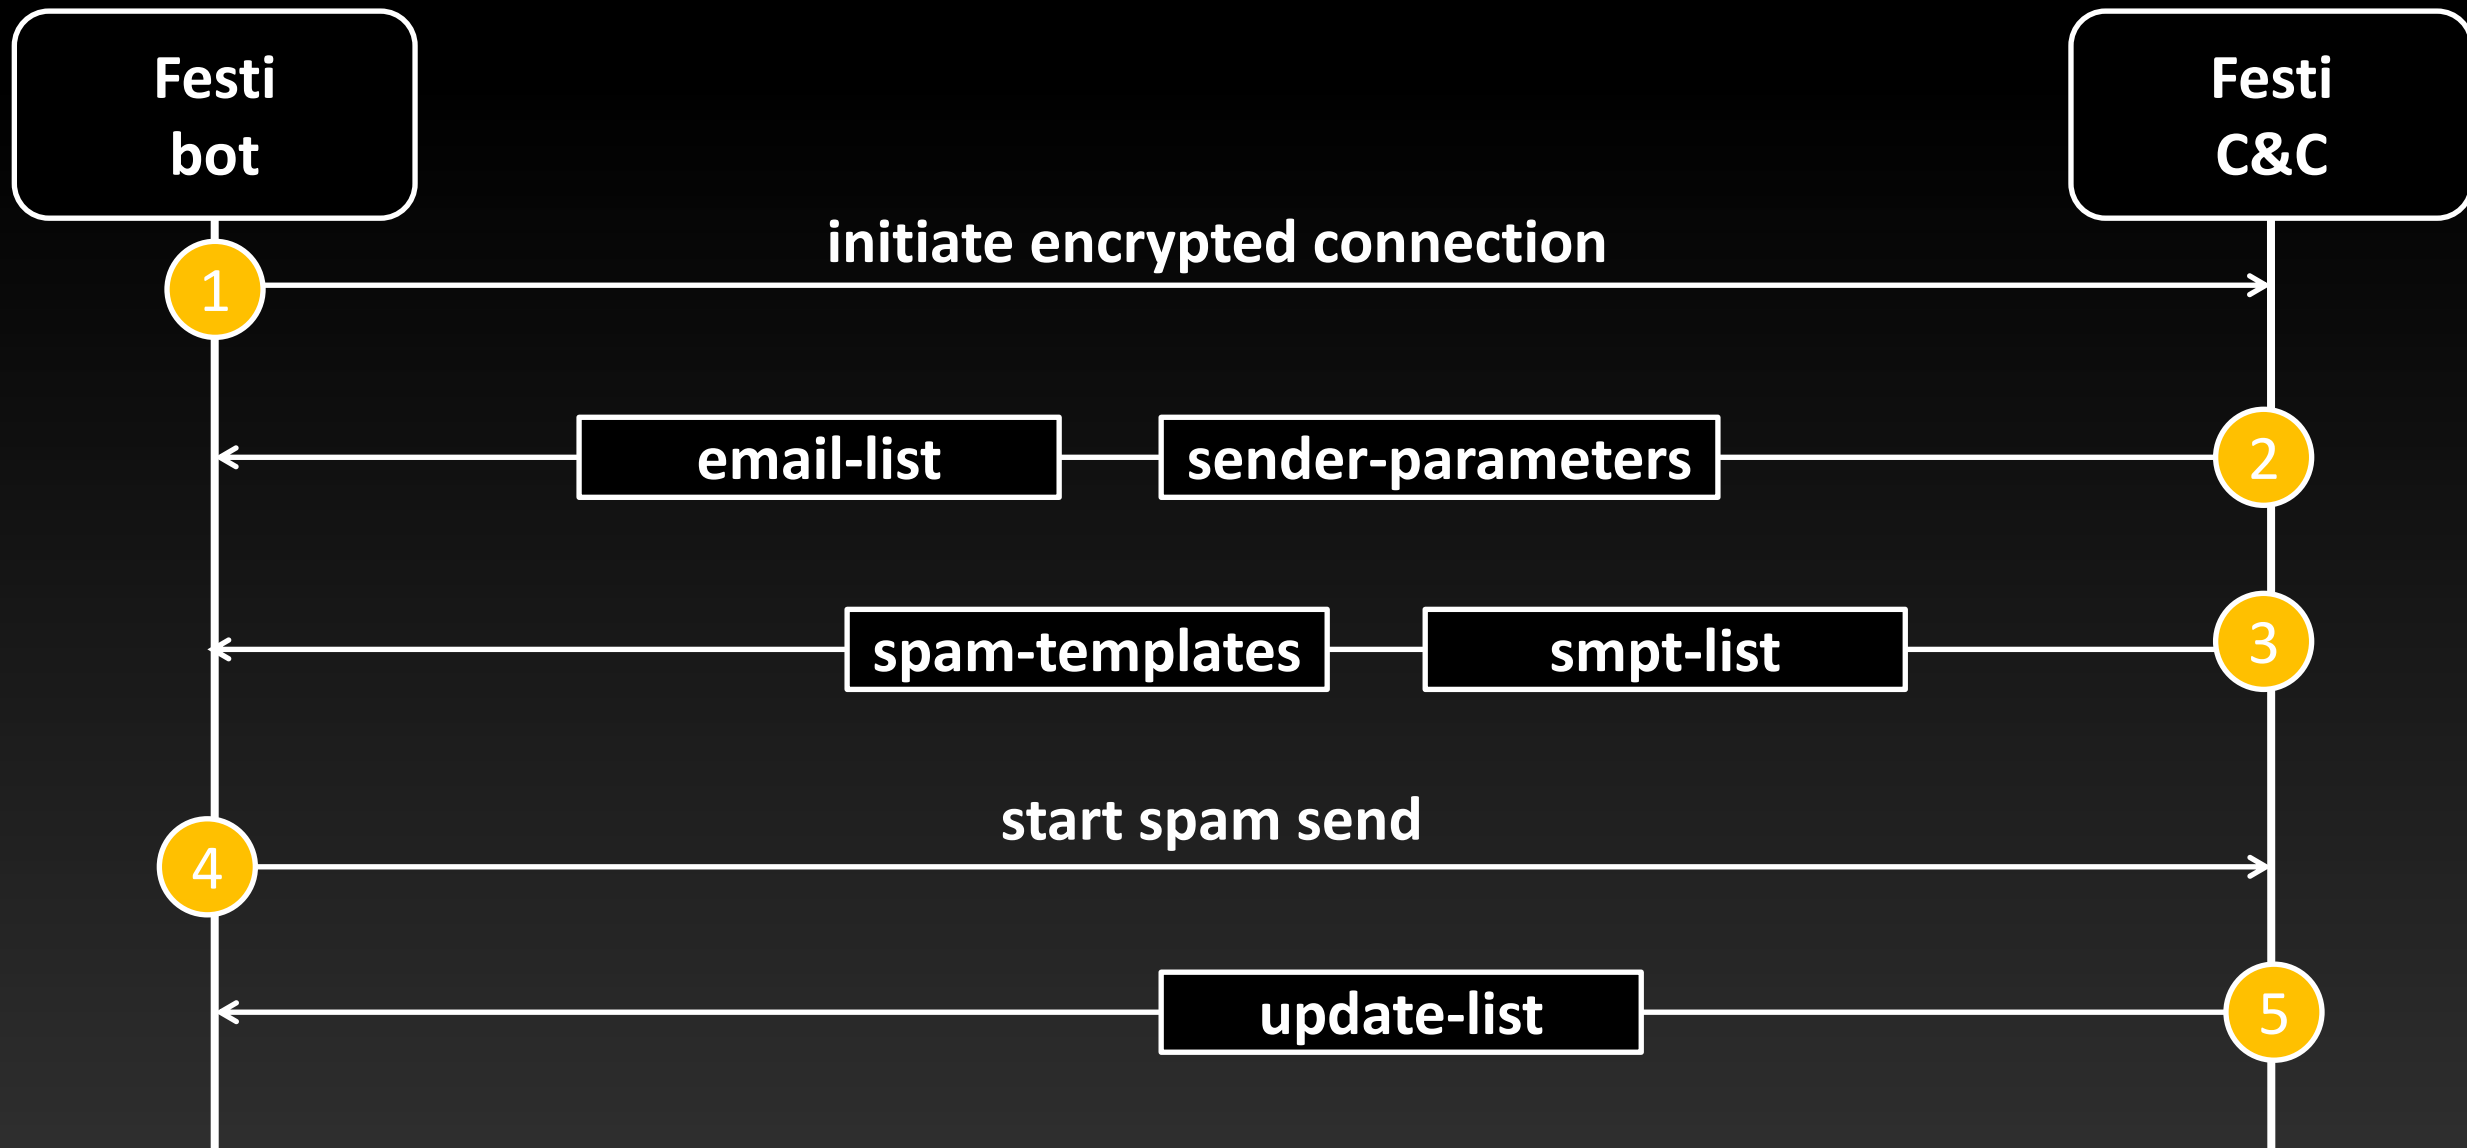 Festi
bot
Festi
C&C
initiate encrypted connection
1
email-list
sender-parameters
2
spam-templates
smpt-list
3
start spam send
4
update-list
5